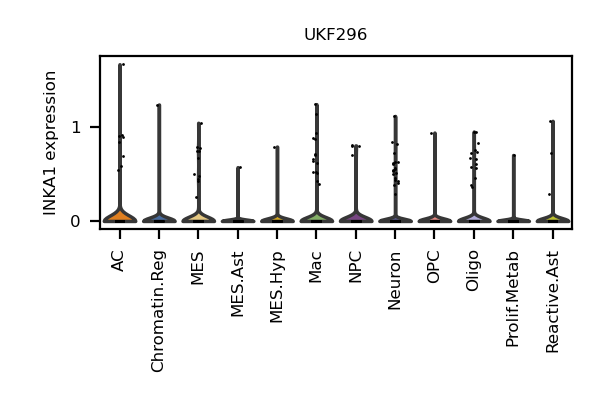 UKF296
INKA1 expression
1
0
AC
Chromatin.Reg
MES
MES.Ast
MES.Hyp
Mac
NPC
Neuron
OPC
Oligo
Prolif.Metab
Reactive.Ast